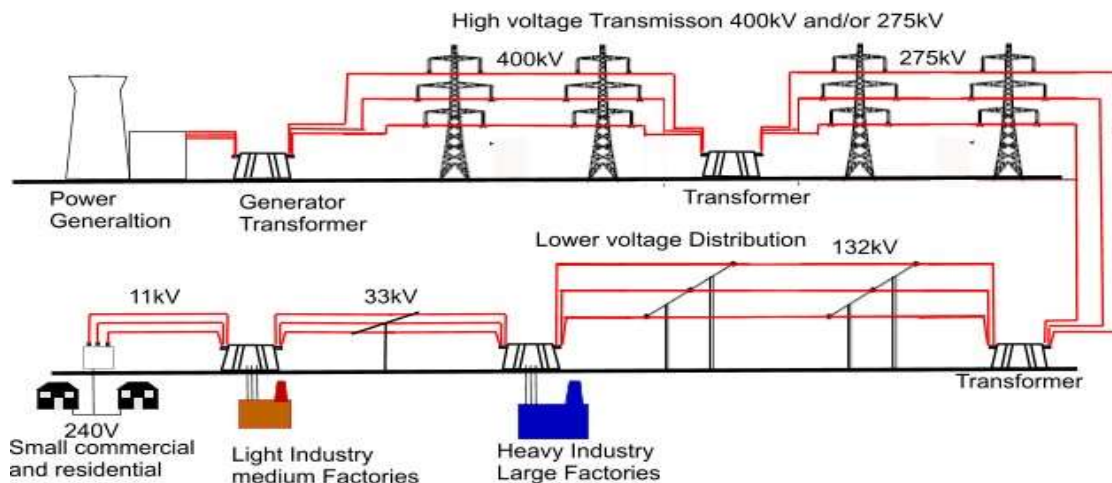 High voltage Transmisson 400kV and/or 275kV
400kV
275kV
Power
Generaltion
Generator
Transformer
Transformer
Lower voltage Distribution
132kV
11kV
33kV
Transformer
240V
Small commercial
and residential
Light Industry
medium Factories
Heavy Industry
Large Factories